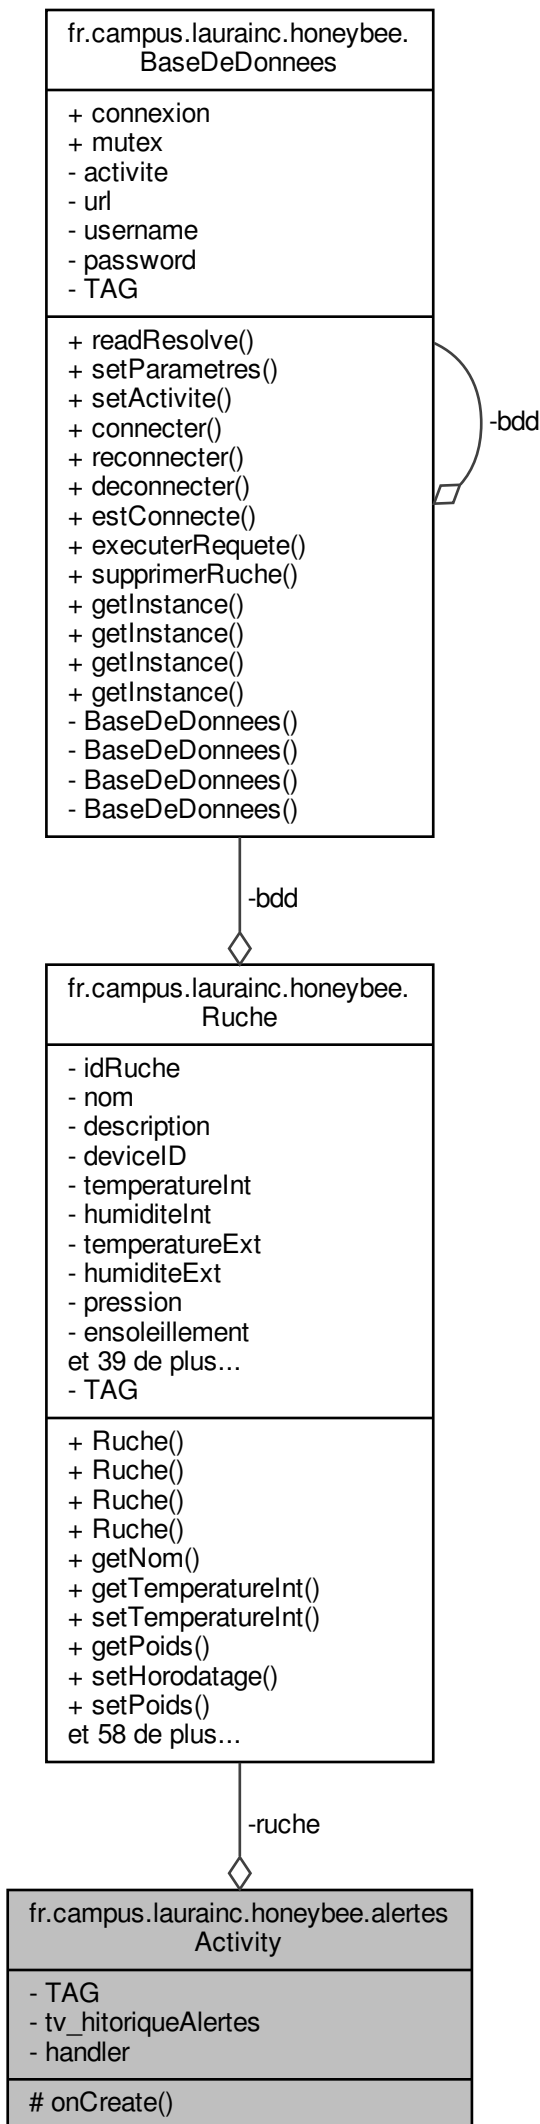 fr.campus.laurainc.honeybee.
BaseDeDonnees
+ connexion
+ mutex
- activite
- url
- username
- password
- TAG
+ readResolve()
+ setParametres()
+ setActivite()
+ connecter()
+ reconnecter()
+ deconnecter()
+ estConnecte()
+ executerRequete()
+ supprimerRuche()
+ getInstance()
+ getInstance()
+ getInstance()
+ getInstance()
- BaseDeDonnees()
- BaseDeDonnees()
- BaseDeDonnees()
- BaseDeDonnees()
-bdd
-bdd
fr.campus.laurainc.honeybee.
Ruche
- idRuche
- nom
- description
- deviceID
- temperatureInt
- humiditeInt
- temperatureExt
- humiditeExt
- pression
- ensoleillement
et 39 de plus...
- TAG
+ Ruche()
+ Ruche()
+ Ruche()
+ Ruche()
+ getNom()
+ getTemperatureInt()
+ setTemperatureInt()
+ getPoids()
+ setHorodatage()
+ setPoids()
et 58 de plus...
-ruche
fr.campus.laurainc.honeybee.alertes
Activity
- TAG
- tv_hitoriqueAlertes
- handler
# onCreate()